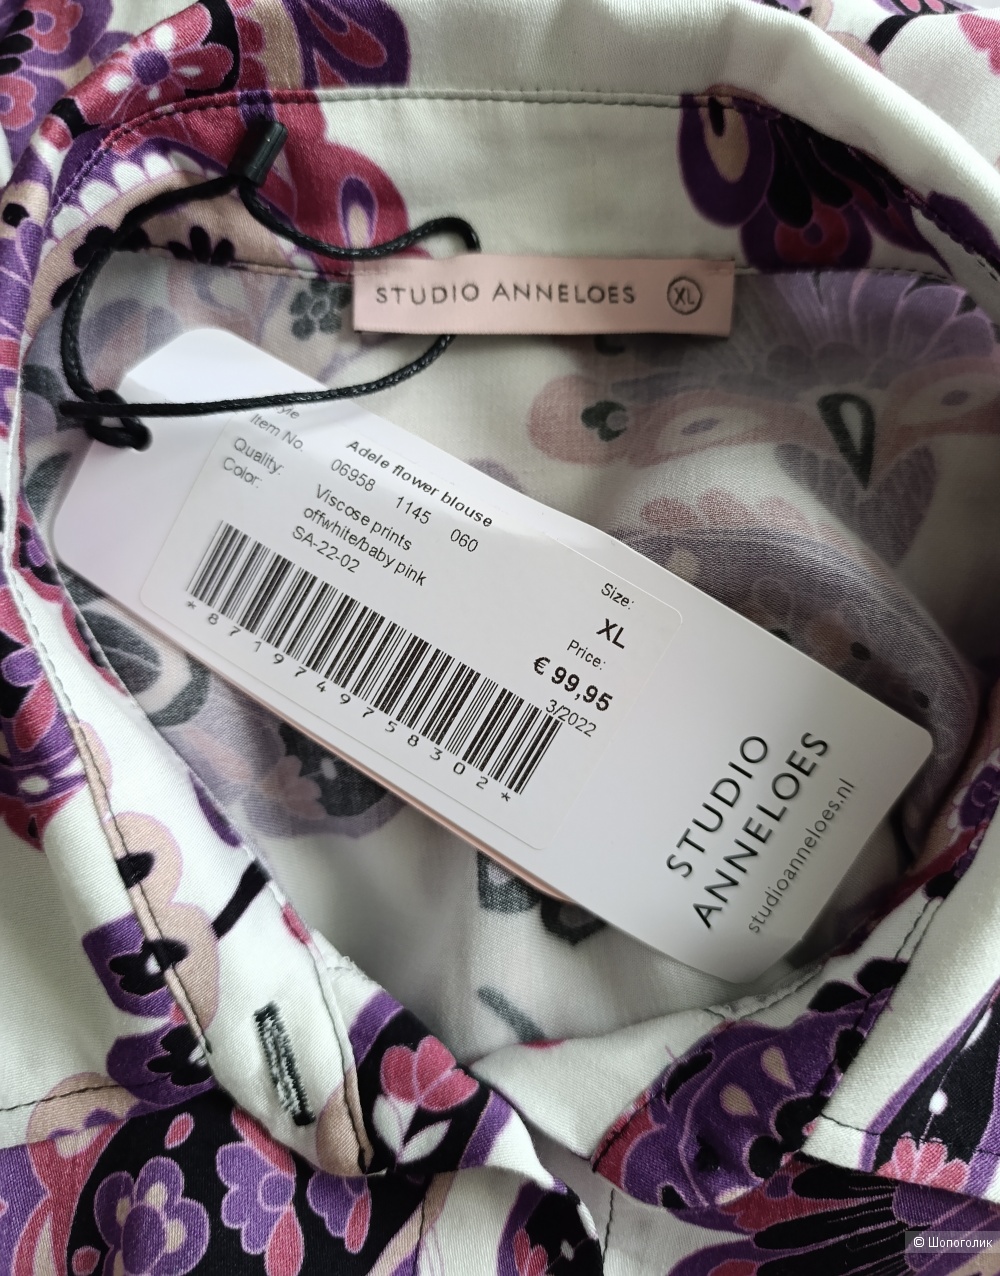 STUDIO ANNELOES XL
Adele flower blouse
Item No. 06958 1145 060
Quality: Viscose prints
Color: offwhite/baby pink
SA-22-02
Size:
XL
Price:
€ 99,95
3/2022
*8719749758302*
STUDIO
ANNELOES
studioanneloes.nl
© Шопоголик